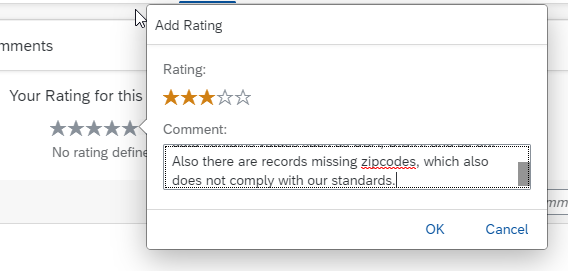 Add Rating
mments
Rating:
Your Rating for this
Comment:
No rating define
Also there are records missing zipcodes, which also
does not comply with our standards.
OK
Cancel